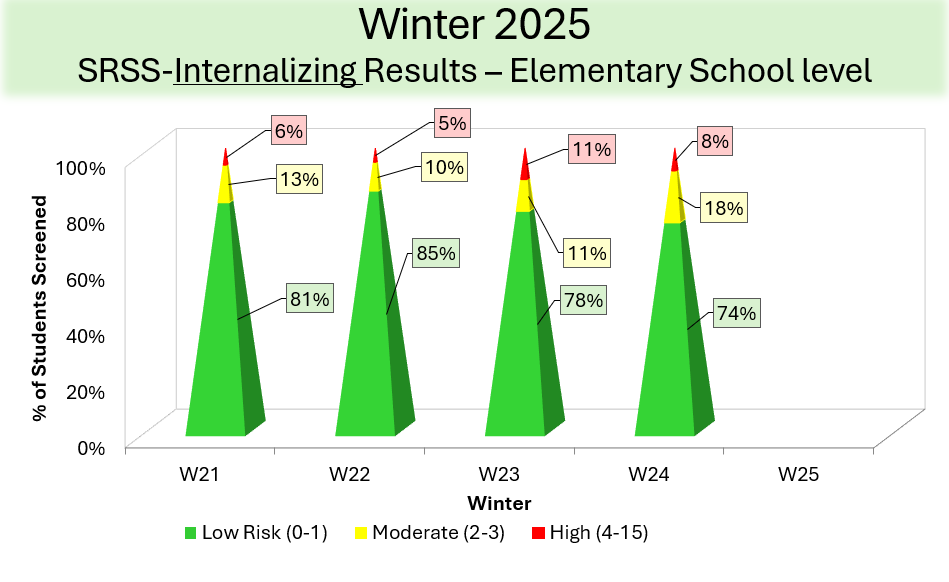 Winter 2025
SRSS-Internalizing Results – Elementary School level
6%
5%
11%
8%
13%
10%
11%
18%
81%
85%
78%
74%
% of Students Screened
100%
80%
60%
40%
20%
0%
W21
W22
W23
W24
W25
Winter
Low Risk (0-1)
Moderate (2-3)
High (4-15)